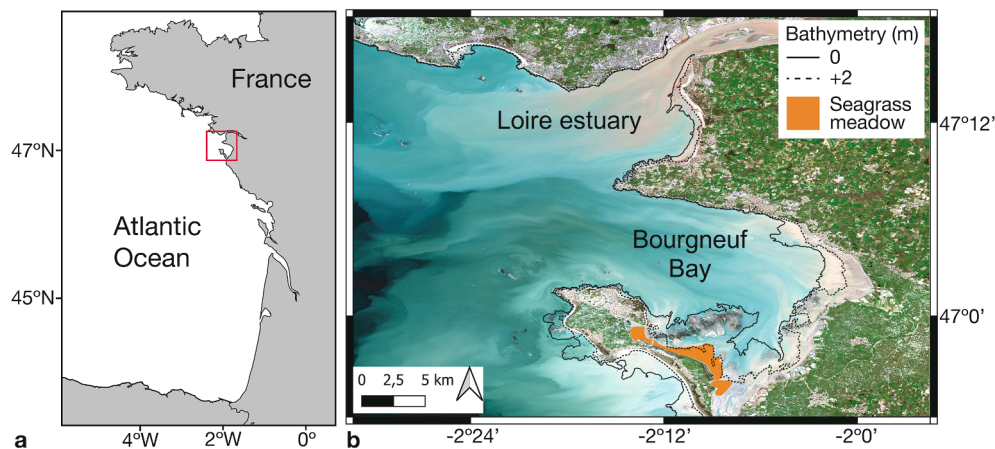 France
47ºN
Atlantic
Ocean
45ºN
4ºW
2ºW
0º
a
Bathymetry (m)
0
+2
Seagrass
meadow
Loire estuary
47º12’
Bourgneuf
Bay
47º0’
0 2,5 5 km
-2º24’
-2º12’
-2º0’
b